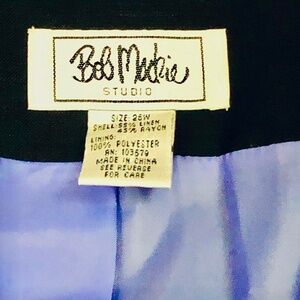 Bob Mackie
STUDIO
SIZE 26W
SHELL: 55% LINEN
45% RAYON
LINING:
100% POLYESTER
RN: 103579
MADE IN CHINA
SEE REVERSE
FOR CARE